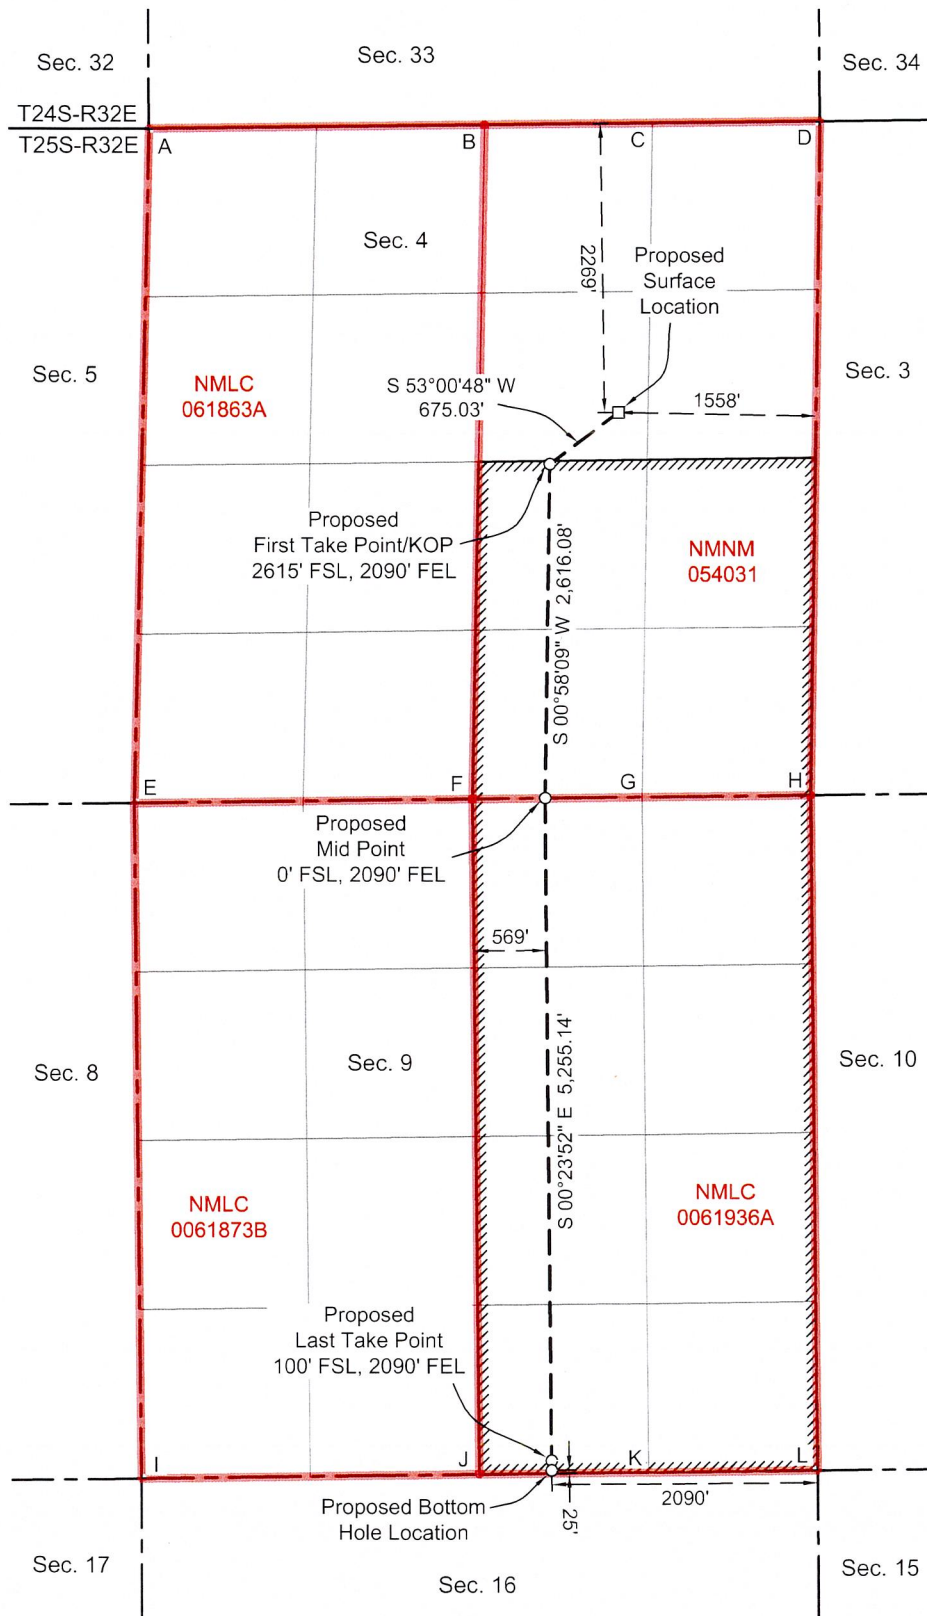 Sec. 32
Sec. 33
Sec. 34
T24S-R32E
T25S-R32E
A
B
C
D
Sec. 4
2269'
Proposed
Surface
Location
Sec. 5
NMLC
061863A
S 53°00'48" W
675.03'
1558'
Sec. 3
Proposed
First Take Point/KOP
2615' FSL, 2090' FEL
S 00°58'09" W 2,616.08'
NMNM
054031
E
F
G
H
Proposed
Mid Point
0' FSL, 2090' FEL
569'
Sec. 8
Sec. 9
S 00°23'52" E 5,255.14'
Sec. 10
NMLC
0061873B
NMLC
0061936A
Proposed
Last Take Point
100' FSL, 2090' FEL
I
J
K
L
Proposed Bottom
Hole Location
25'
2090'
Sec. 17
Sec. 16
Sec. 15